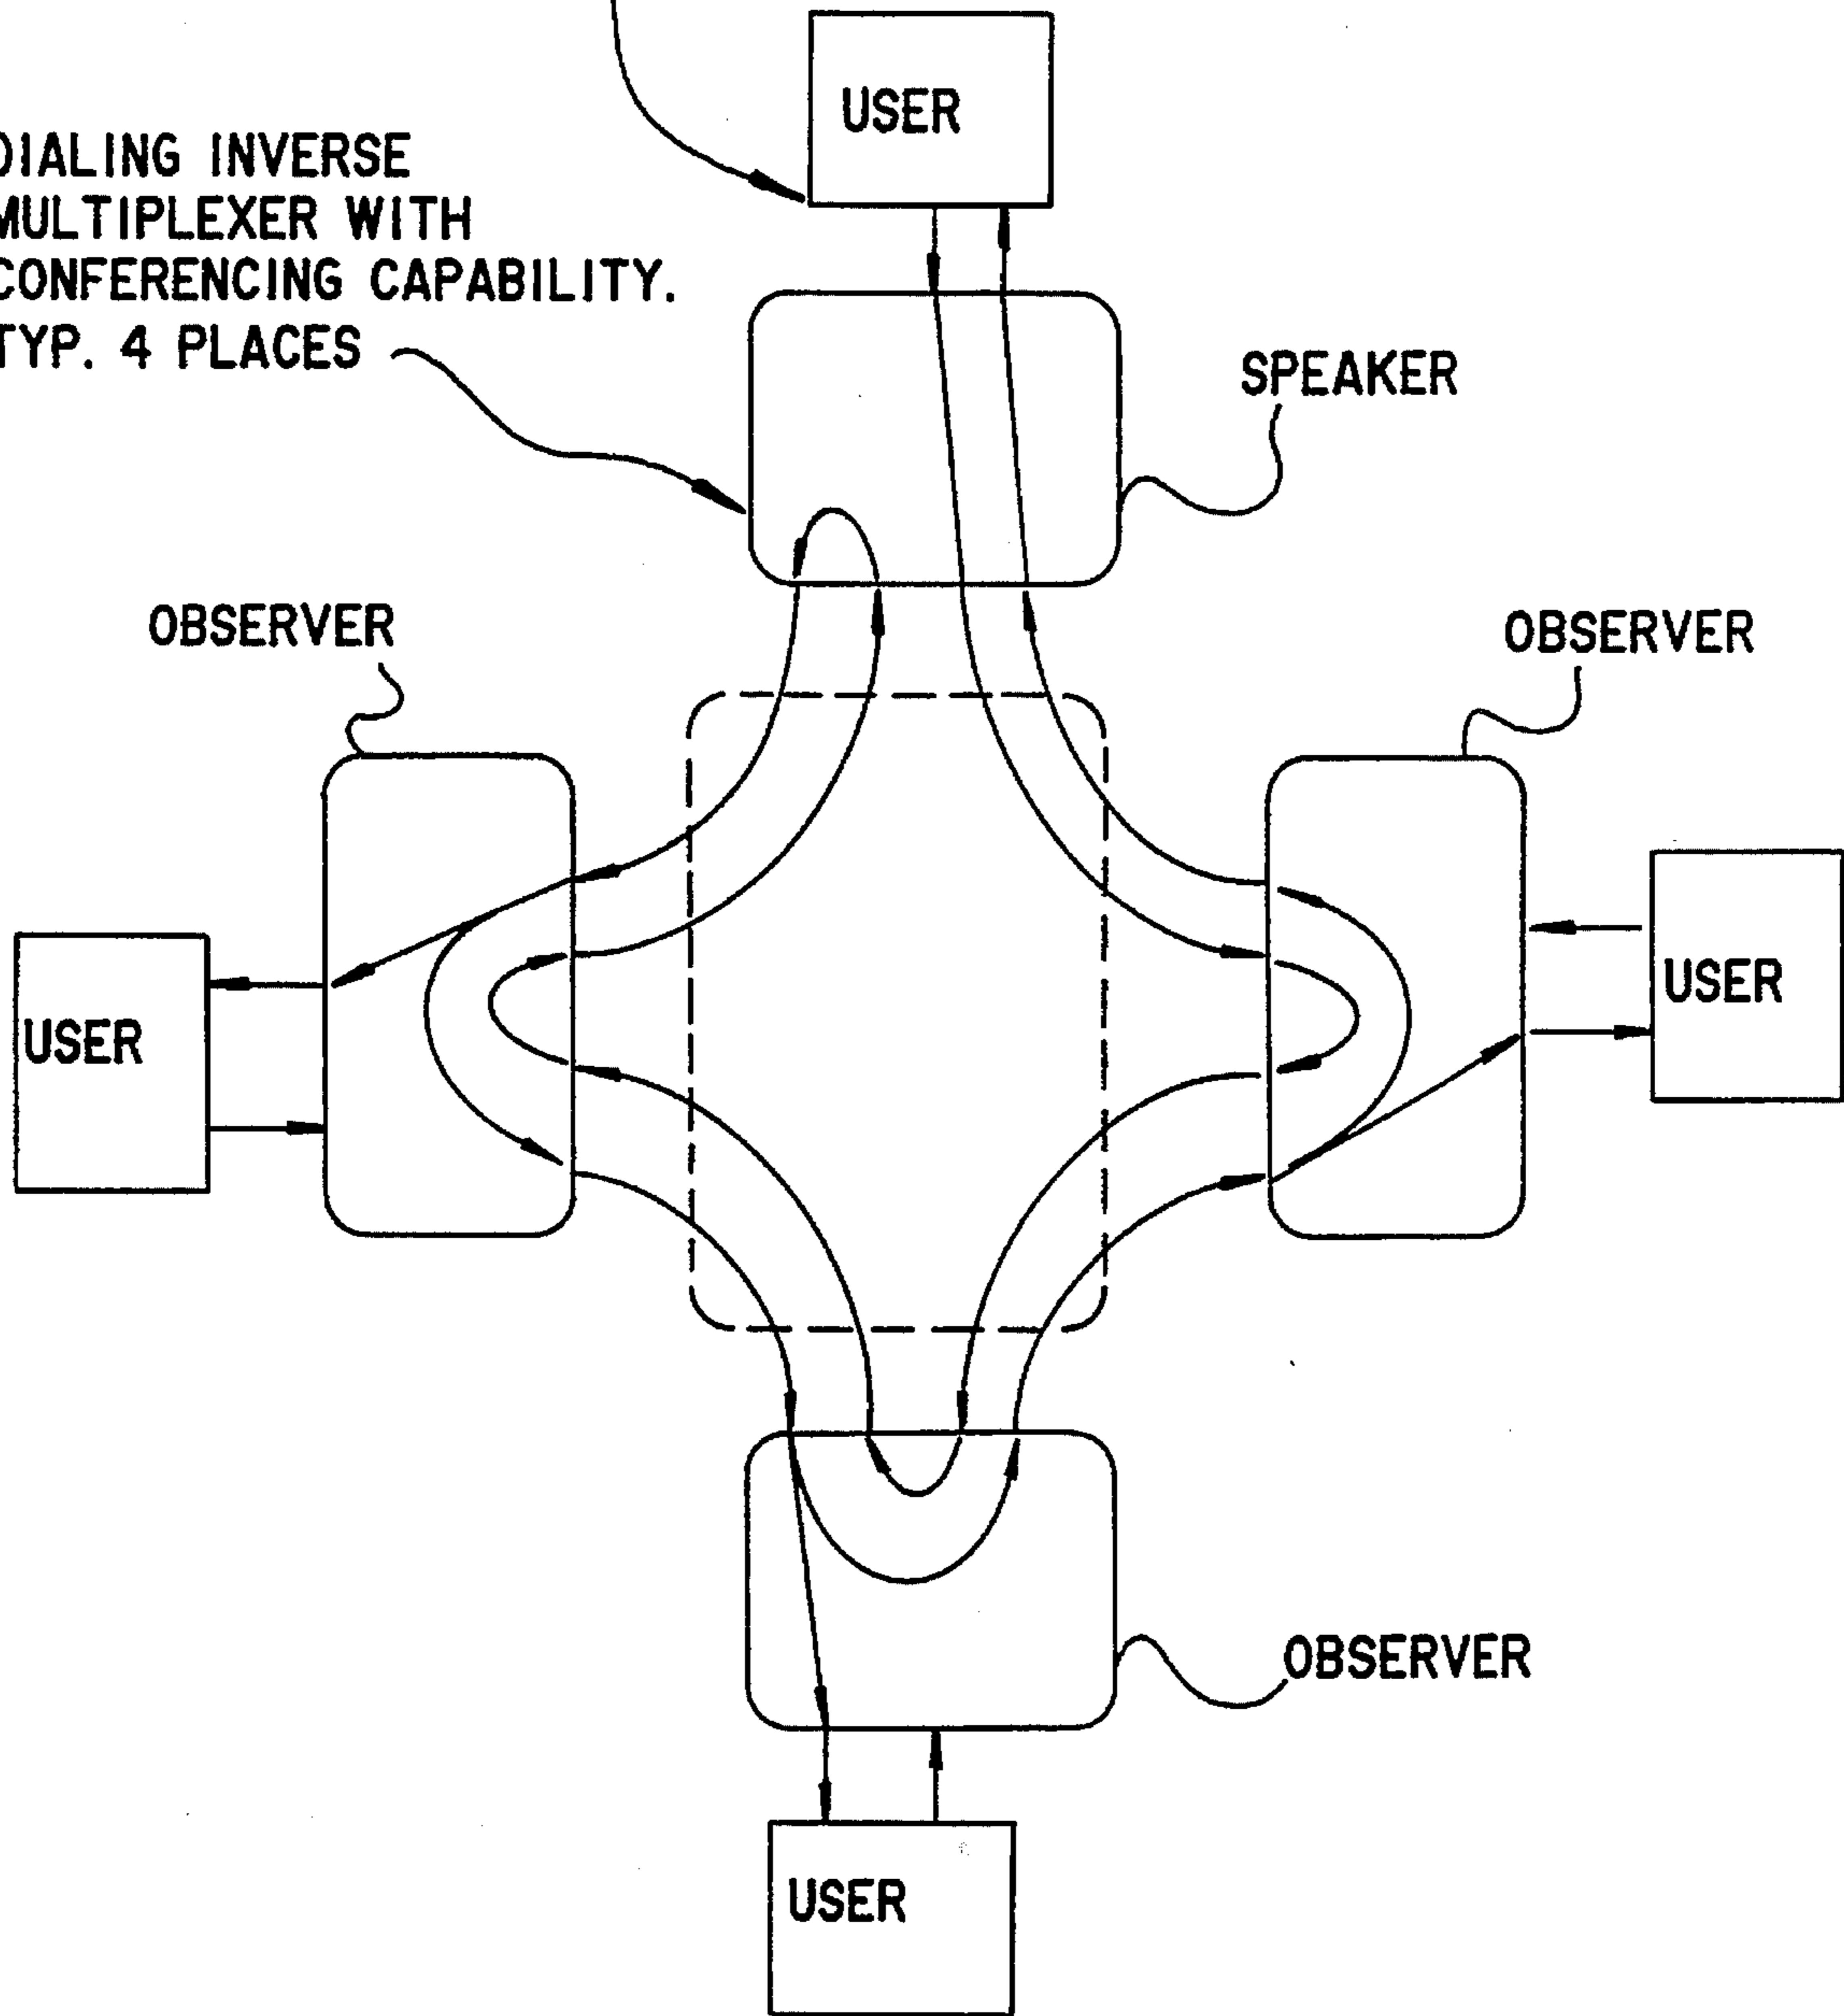 USER
DIALING INVERSE
MULTIPLEXER WITH
CONFERENCING CAPABILITY.
TYP. 4 PLACES
SPEAKER
OBSERVER
OBSERVER
USER
USER
OBSERVER
USER